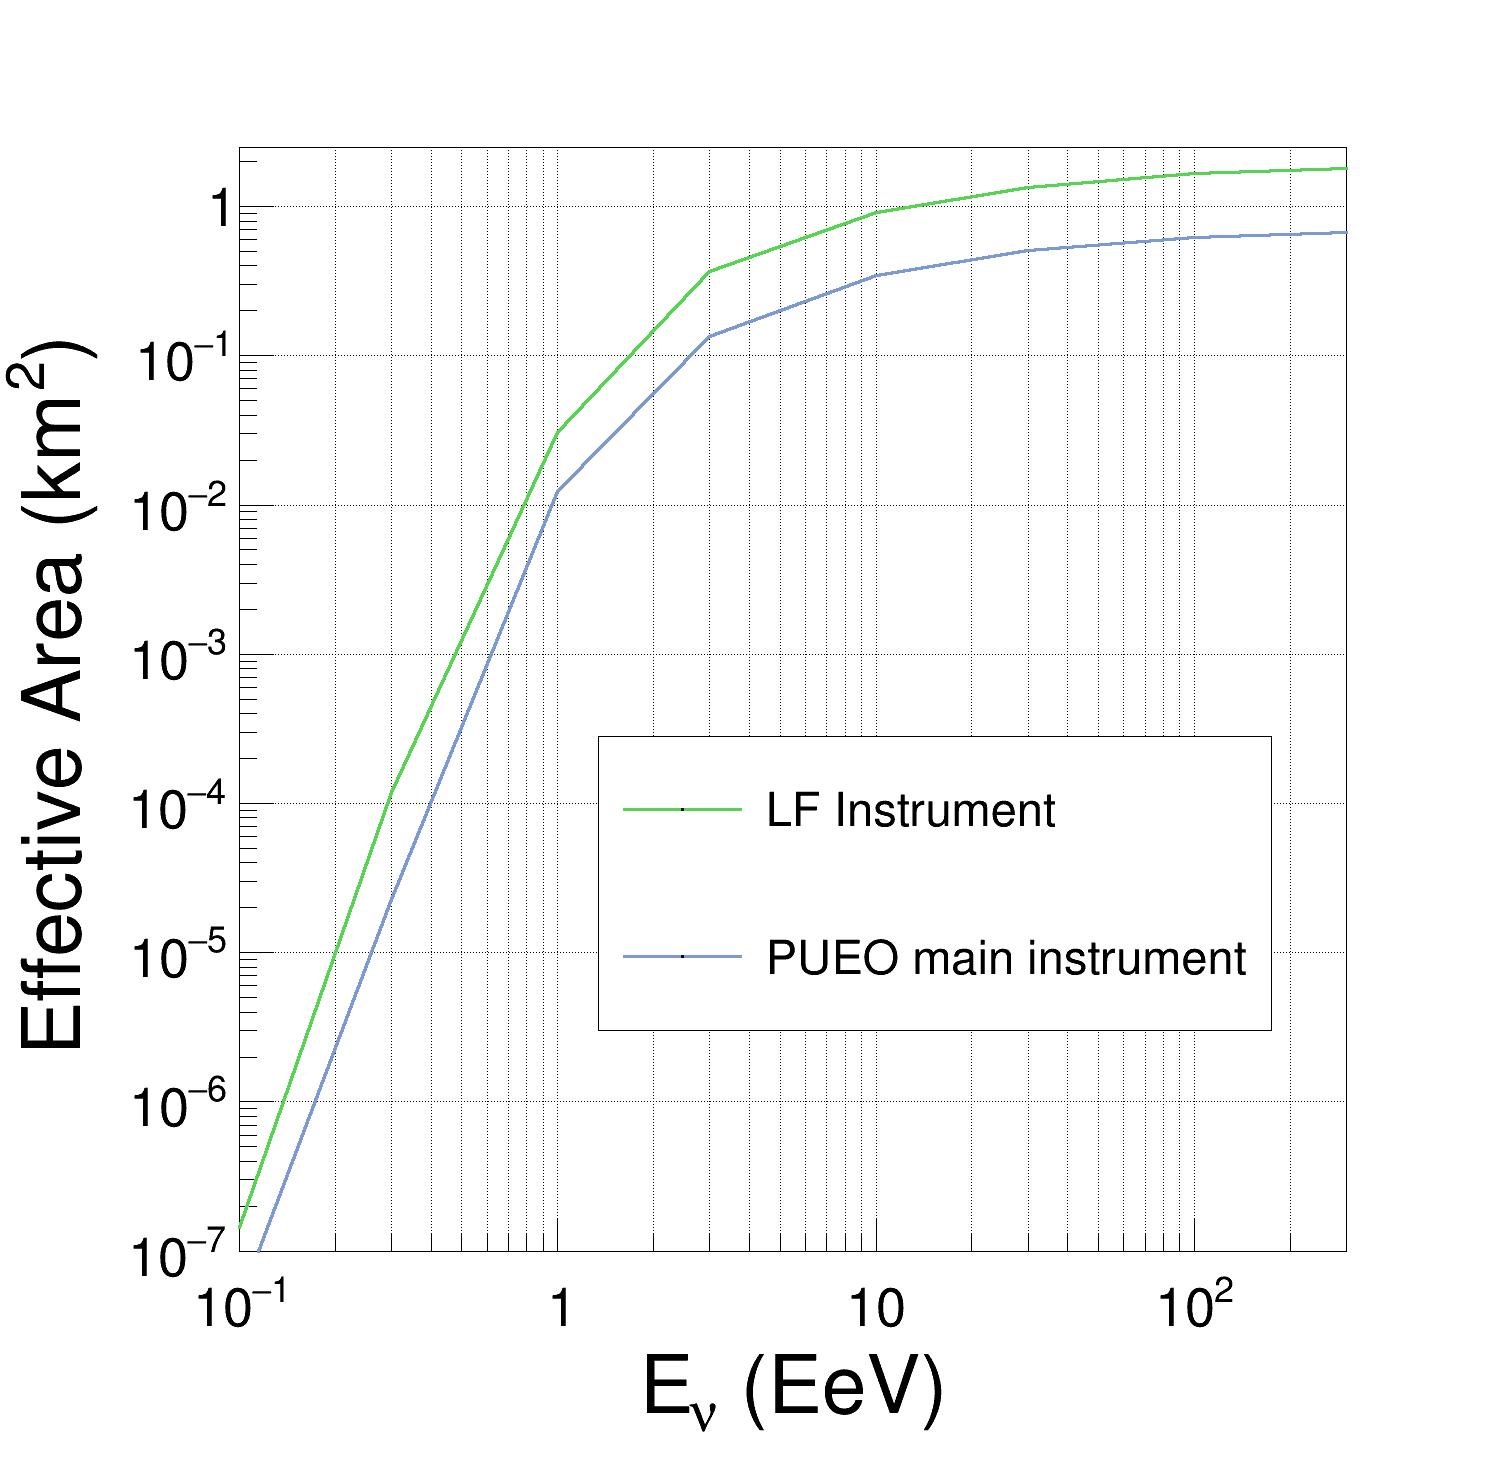 Effective Area (km²)
1
10⁻¹
10⁻²
10⁻³
10⁻⁴
10⁻⁵
10⁻⁶
10⁻⁷
LF Instrument
PUEO main instrument
10⁻¹ 1 10 10²
Eᵥ (EeV)